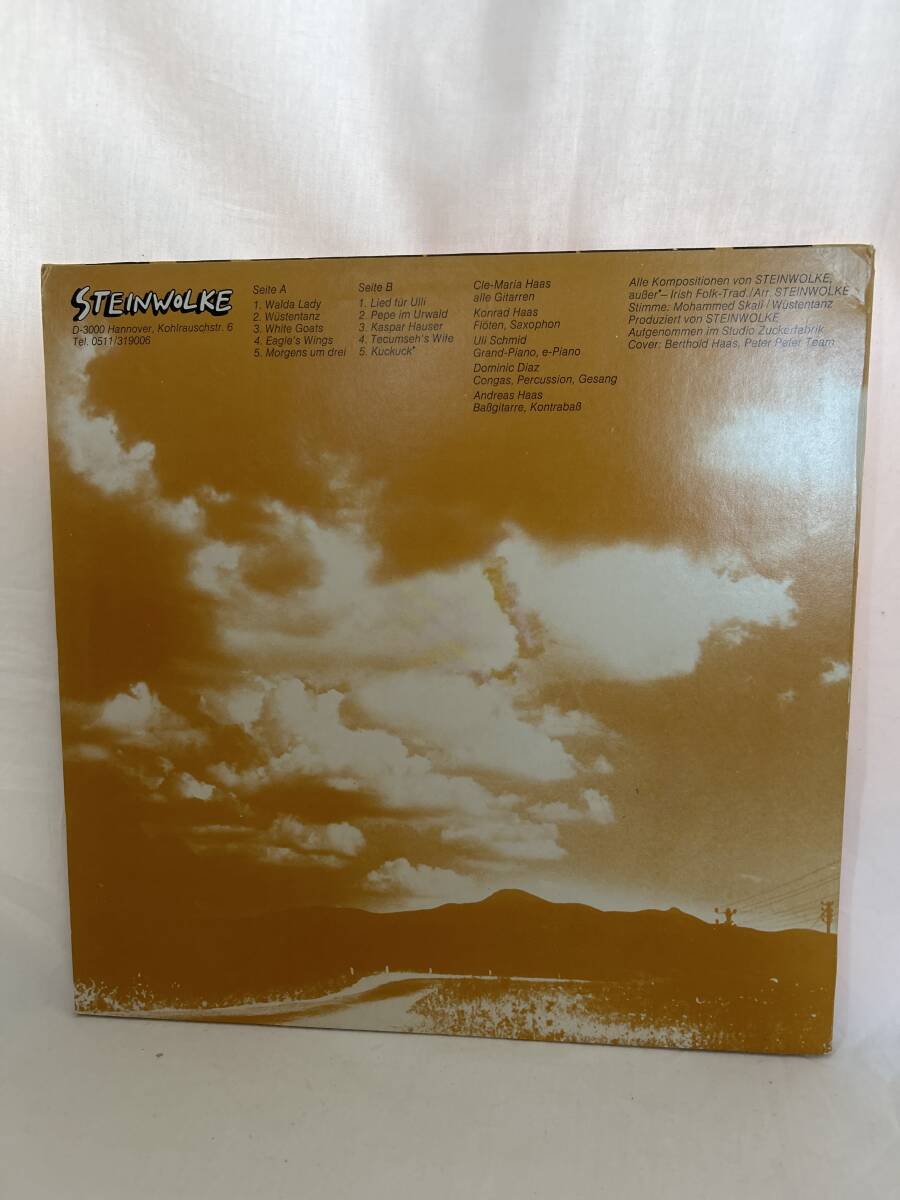 STEINWOLKE
D-3000 Hannover, Kohlrauschstr. 6
Tel. 0511/319006
Seite A
1. Walda Lady
2. Wüstentanz
3. White Goats
4. Eagle's Wings
5. Morgens um drei
Seite B
1. Lied für Ulli
2. Pepe im Urwald
3. Kaspar Hauser
4. Tecumseh's Wife
5. Kuckuck*
Cle-Maria Haas
alle Gitarren
Konrad Haas
Flöten, Saxophon
Uli Schmid
Grand-Piano, e-Piano
Dominic Diaz
Congas, Percussion, Gesang
Andreas Haas
Baßgitarre, Kontrabaß
Alle Kompositionen von STEINWOLKE,
außer*– Irish Folk-Trad./Arr. STEINWOLKE
Stimme: Mohammed Skali / Wüstentanz
Produziert von STEINWOLKE
Aufgenommen im Studio Zuckerfabrik
Cover: Berthold Haas, Peter Peter Team